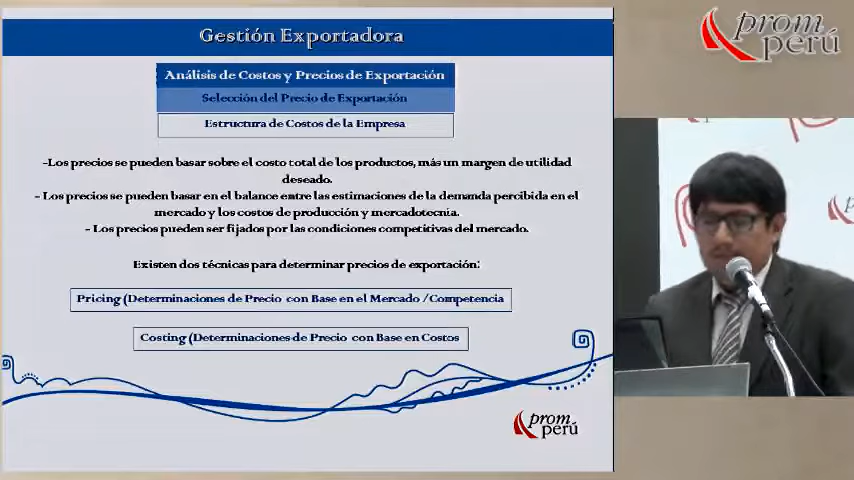 Gestión Exportadora
Análisis de Costos y Precios de Exportación
Selección del Precio de Exportación
Estructura de Costos de la Empresa
-Los precios se pueden basar sobre el costo total de los productos, más un margen de utilidad
deseado.
- Los precios se pueden basar en el balance entre las estimaciones de la demanda percibida en el
mercado y los costos de producción y mercadotecnia.
- Los precios pueden ser fijados por las condiciones competitivas del mercado.
Existen dos técnicas para determinar precios de exportación:
Pricing (Determinaciones de Precio con Base en el Mercado /Competencia
Costing (Determinaciones de Precio con Base en Costos
prom
perú
prom
perú